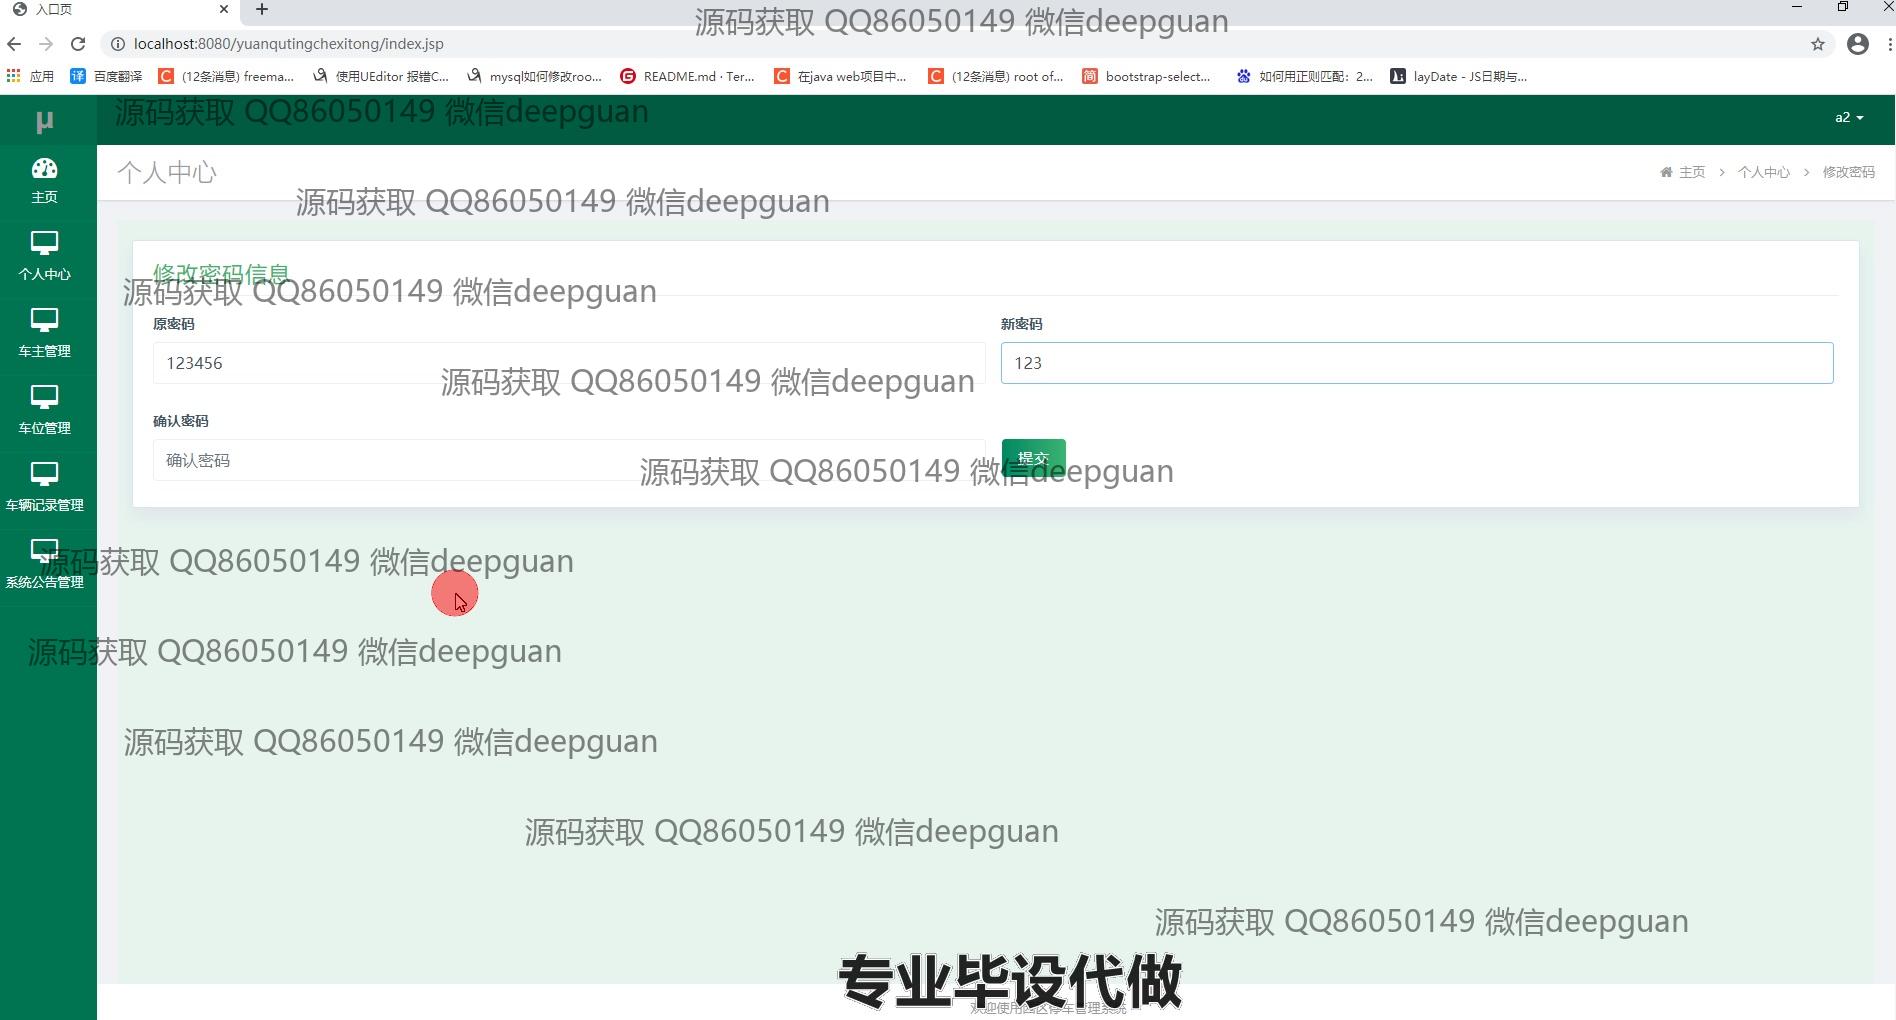 入口页
源码获取 QQ86050149 微信deepguan
localhost:8080/yuanqutingchexitong/index.jsp
应用 百度翻译 (12条消息) freema... 使用UEditor 报错C... mysql如何修改roo... README.md · Ter... 在java web项目中... (12条消息) root of... bootstrap-select... 如何用正则匹配：2... layDate - JS日期与...
源码获取 QQ86050149 微信deepguan
μ
a2
个人中心
主页 > 个人中心 > 修改密码
主页
源码获取 QQ86050149 微信deepguan
个人中心
修改密码信息
源码获取 QQ86050149 微信deepguan
原密码 新密码
车主管理
123456 123
源码获取 QQ86050149 微信deepguan
确认密码
车位管理
确认密码 提交
源码获取 QQ86050149 微信deepguan
车辆记录管理
源码获取 QQ86050149 微信deepguan
系统公告管理
源码获取 QQ86050149 微信deepguan
源码获取 QQ86050149 微信deepguan
源码获取 QQ86050149 微信deepguan
源码获取 QQ86050149 微信deepguan
专业毕设代做
欢迎使用园区停车管理系统